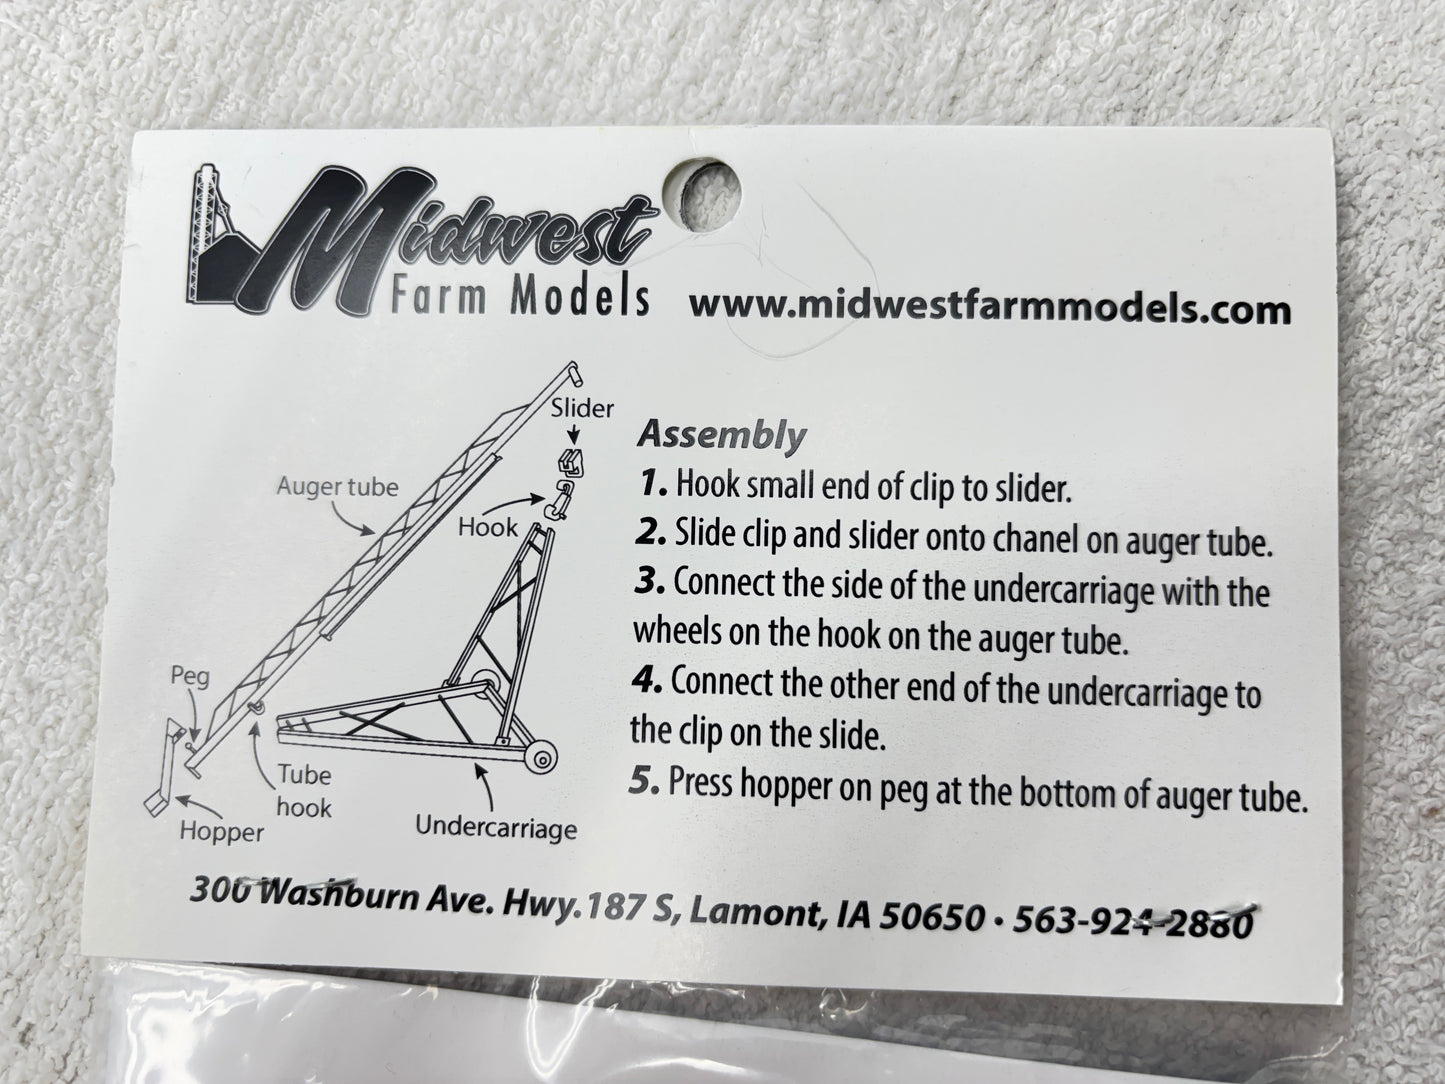 Midwest
Farm Models
www.midwestfarmmodels.com
Slider
Auger tube
Hook
Peg
Tube
hook
Hopper
Undercarriage
Assembly
1. Hook small end of clip to slider.
2. Slide clip and slider onto chanel on auger tube.
3. Connect the side of the undercarriage with the
wheels on the hook on the auger tube.
4. Connect the other end of the undercarriage to
the clip on the slide.
5. Press hopper on peg at the bottom of auger tube.
300 Washburn Ave. Hwy.187 S, Lamont, IA 50650 • 563-924-2880